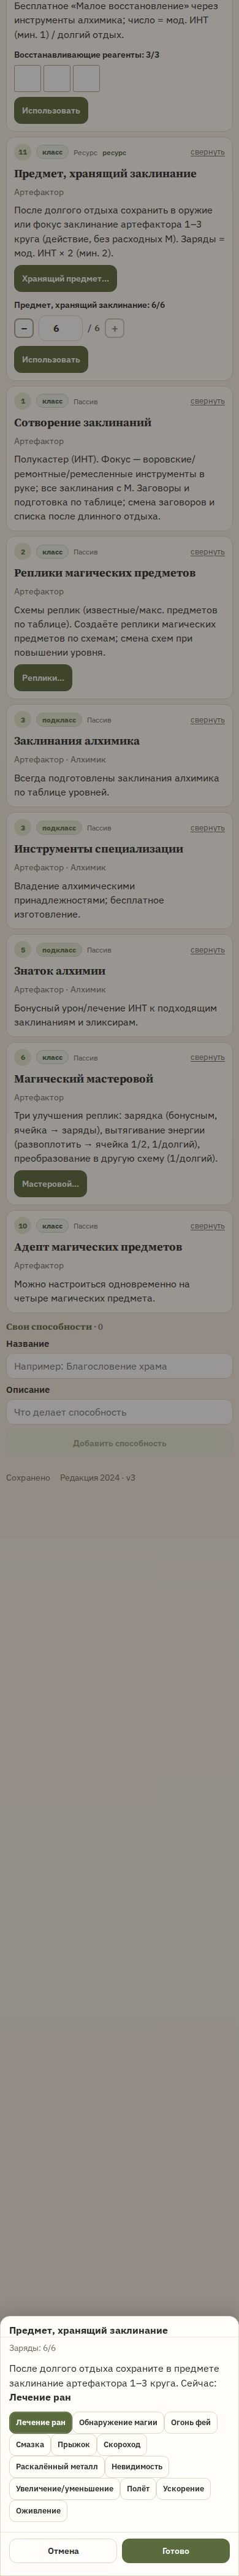 Бесплатное «Малое восстановление» через
инструменты алхимика; число = мод. ИНТ
(мин. 1) / долгий отдых.
Восстанавливающие реагенты: 3/3
Использовать
11 класс Ресурс ресурс свернуть
Предмет, хранящий заклинание
Артефактор
После долгого отдыха сохранить в оружие
или фокус заклинание артефактора 1–3
круга (действие, без расходных М). Заряды =
мод. ИНТ × 2 (мин. 2).
Хранящий предмет…
Предмет, хранящий заклинание: 6/6
− 6 / 6 +
Использовать
1 класс Пассив свернуть
Сотворение заклинаний
Артефактор
Полукастер (ИНТ). Фокус — воровские/
ремонтные/ремесленные инструменты в
руке; все заклинания с М. Заговоры и
подготовка по таблице; смена заговоров и
списка после длинного отдыха.
2 класс Пассив свернуть
Реплики магических предметов
Артефактор
Схемы реплик (известные/макс. предметов
по таблице). Создаёте реплики магических
предметов по схемам; смена схем при
повышении уровня.
Реплики…
3 подкласс Пассив свернуть
Заклинания алхимика
Артефактор · Алхимик
Всегда подготовлены заклинания алхимика
по таблице уровней.
3 подкласс Пассив свернуть
Инструменты специализации
Артефактор · Алхимик
Владение алхимическими
принадлежностями; бесплатное
изготовление.
5 подкласс Пассив свернуть
Знаток алхимии
Артефактор · Алхимик
Бонусный урон/лечение ИНТ к подходящим
заклинаниям и эликсирам.
6 класс Пассив свернуть
Магический мастеровой
Артефактор
Три улучшения реплик: зарядка (бонусным,
ячейка → заряды), вытягивание энергии
(развоплотить → ячейка 1/2, 1/долгий),
преобразование в другую схему (1/долгий).
Мастеровой…
10 класс Пассив свернуть
Адепт магических предметов
Артефактор
Можно настроиться одновременно на
четыре магических предмета.
Свои способности · 0
Название
Например: Благословение храма
Описание
Что делает способность
Добавить способность
Сохранено Редакция 2024 · v3
Предмет, хранящий заклинание
Заряды: 6/6
После долгого отдыха сохраните в предмете
заклинание артефактора 1–3 круга. Сейчас:
Лечение ран
Лечение ран Обнаружение магии Огонь фей
Смазка Прыжок Скороход
Раскалённый металл Невидимость
Увеличение/уменьшение Полёт Ускорение
Оживление
Отмена Готово